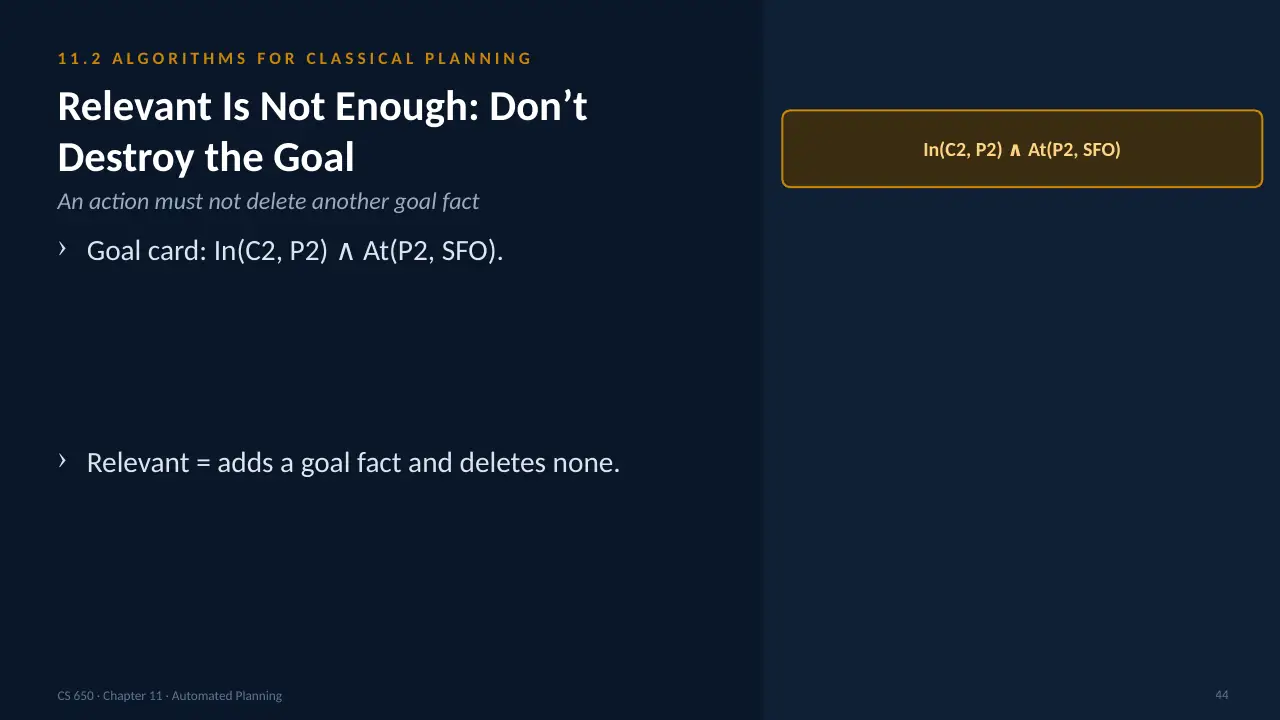 11.2 ALGORITHMS FOR CLASSICAL PLANNING
Relevant Is Not Enough: Don’t
Destroy the Goal
An action must not delete another goal fact
› Goal card: In(C2, P2) ∧ At(P2, SFO).
› Relevant = adds a goal fact and deletes none.
In(C2, P2) ∧ At(P2, SFO)
CS 650 · Chapter 11 · Automated Planning
44